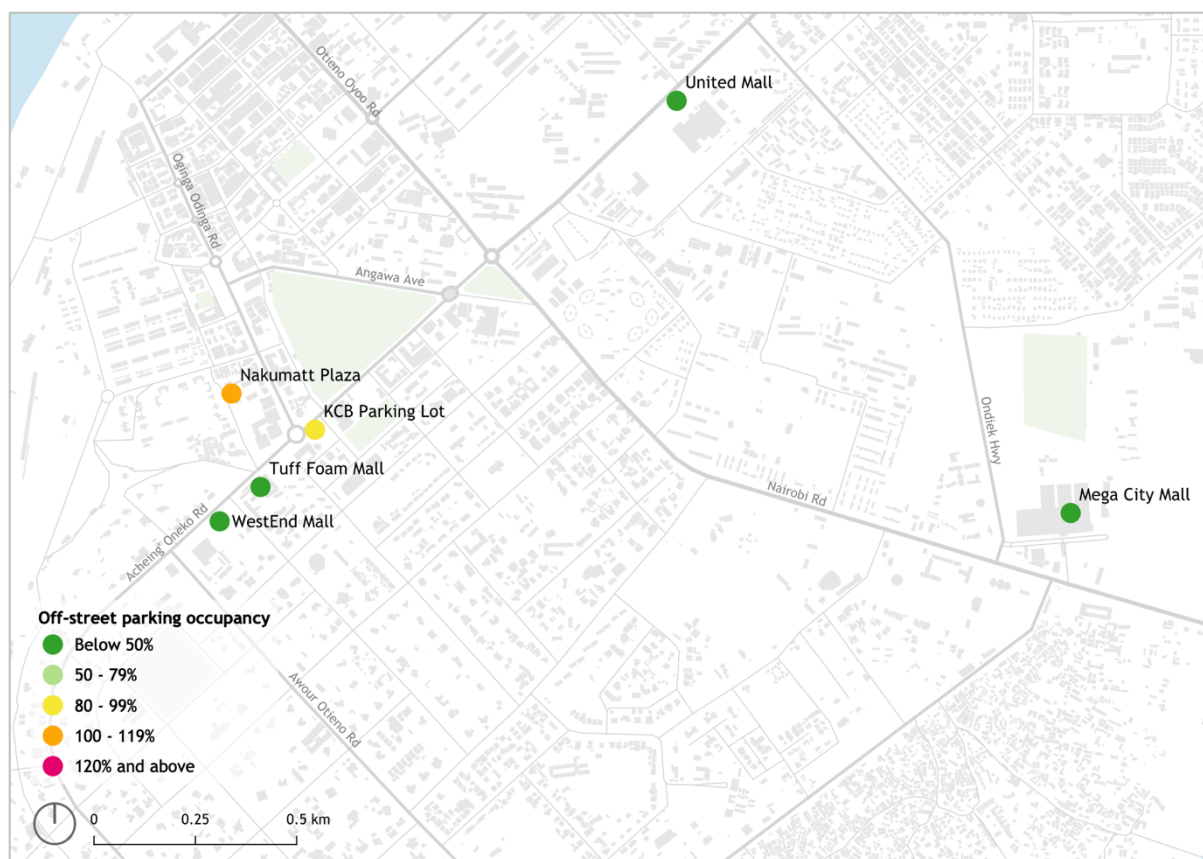 Otieno Oyoo Rd
United Mall
Oginga Odinga Rd
Angawa Ave
Nakumatt Plaza
KCB Parking Lot
Ondiek Hwy
Tuff Foam Mall
Nairobi Rd
Mega City Mall
WestEnd Mall
Acheing' Oneko Rd
Off-street parking occupancy
Below 50%
50 - 79%
80 - 99%
100 - 119%
120% and above
Awour Otieno Rd
0 0.25 0.5 km